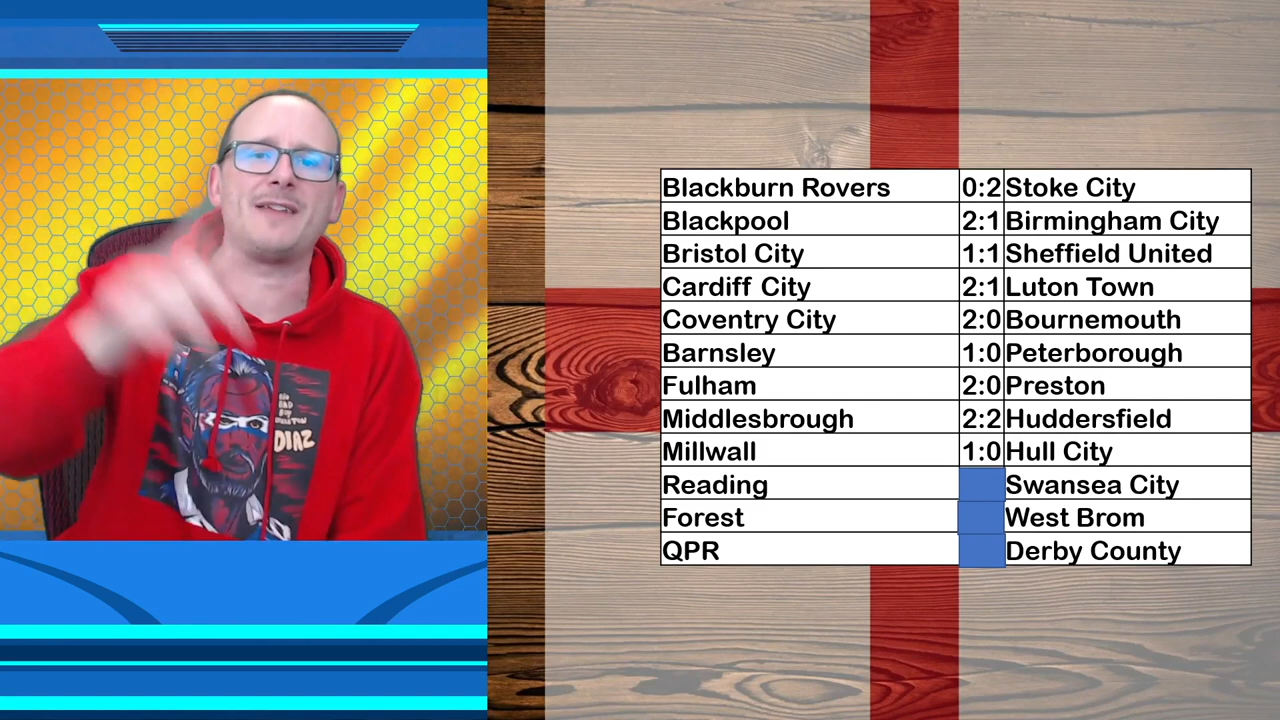 Blackburn Rovers 0:2 Stoke City
Blackpool 2:1 Birmingham City
Bristol City 1:1 Sheffield United
Cardiff City 2:1 Luton Town
Coventry City 2:0 Bournemouth
Barnsley 1:0 Peterborough
Fulham 2:0 Preston
Middlesbrough 2:2 Huddersfield
Millwall 1:0 Hull City
Reading Swansea City
Forest West Brom
QPR Derby County
DIAZ